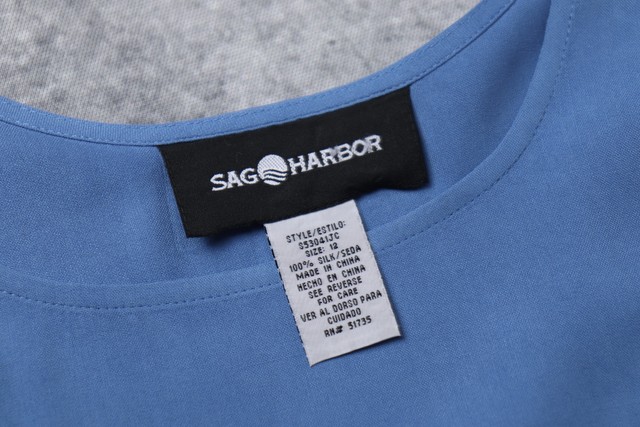 SAG HARBOR
STYLE/ESTILO:
S53041JC
SIZE: 12
100% SILK/SEDA
MADE IN CHINA
HECHO EN CHINA
SEE REVERSE
FOR CARE
VER AL DORSO PARA
CUIDADO
RN# 51735